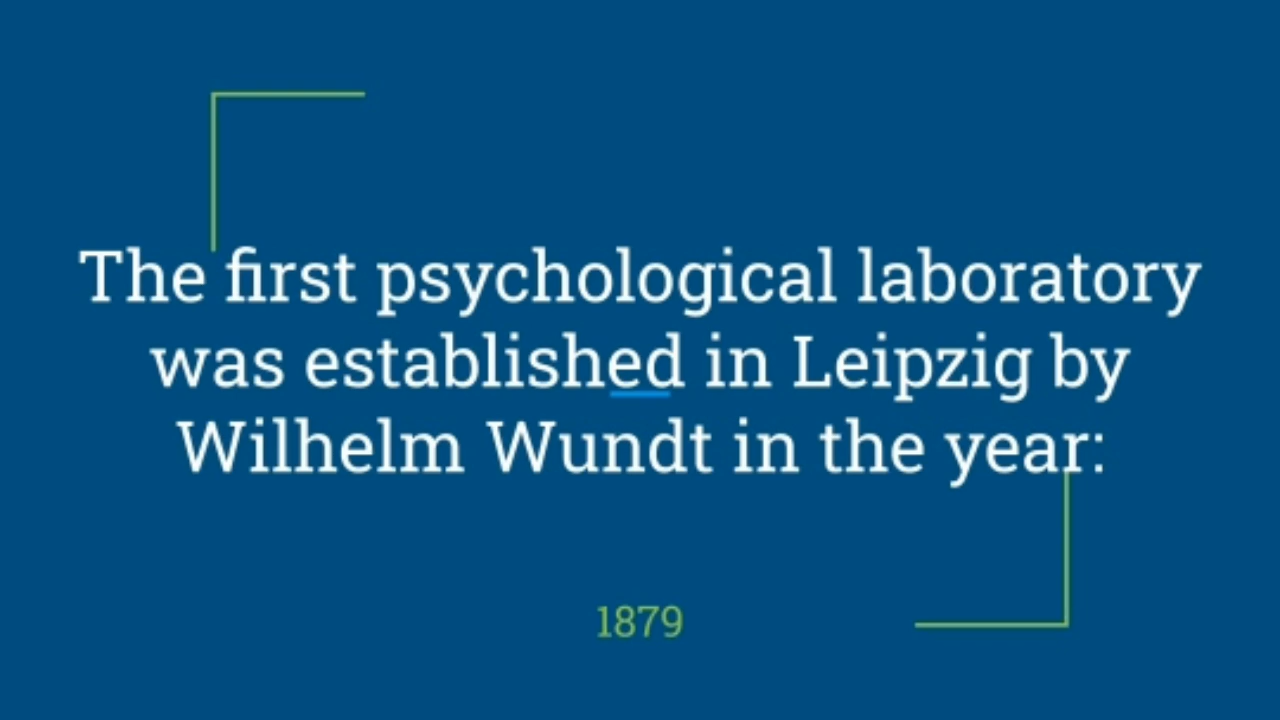 The first psychological laboratory
was established in Leipzig by
Wilhelm Wundt in the year:
1879